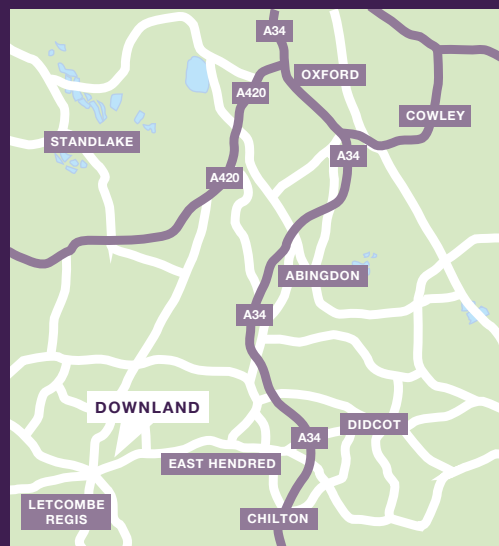 A34
OXFORD
A420
COWLEY
STANDLAKE
A34
A420
ABINGDON
A34
DOWNLAND
DIDCOT
A34
EAST HENDRED
LETCOMBE
REGIS
CHILTON